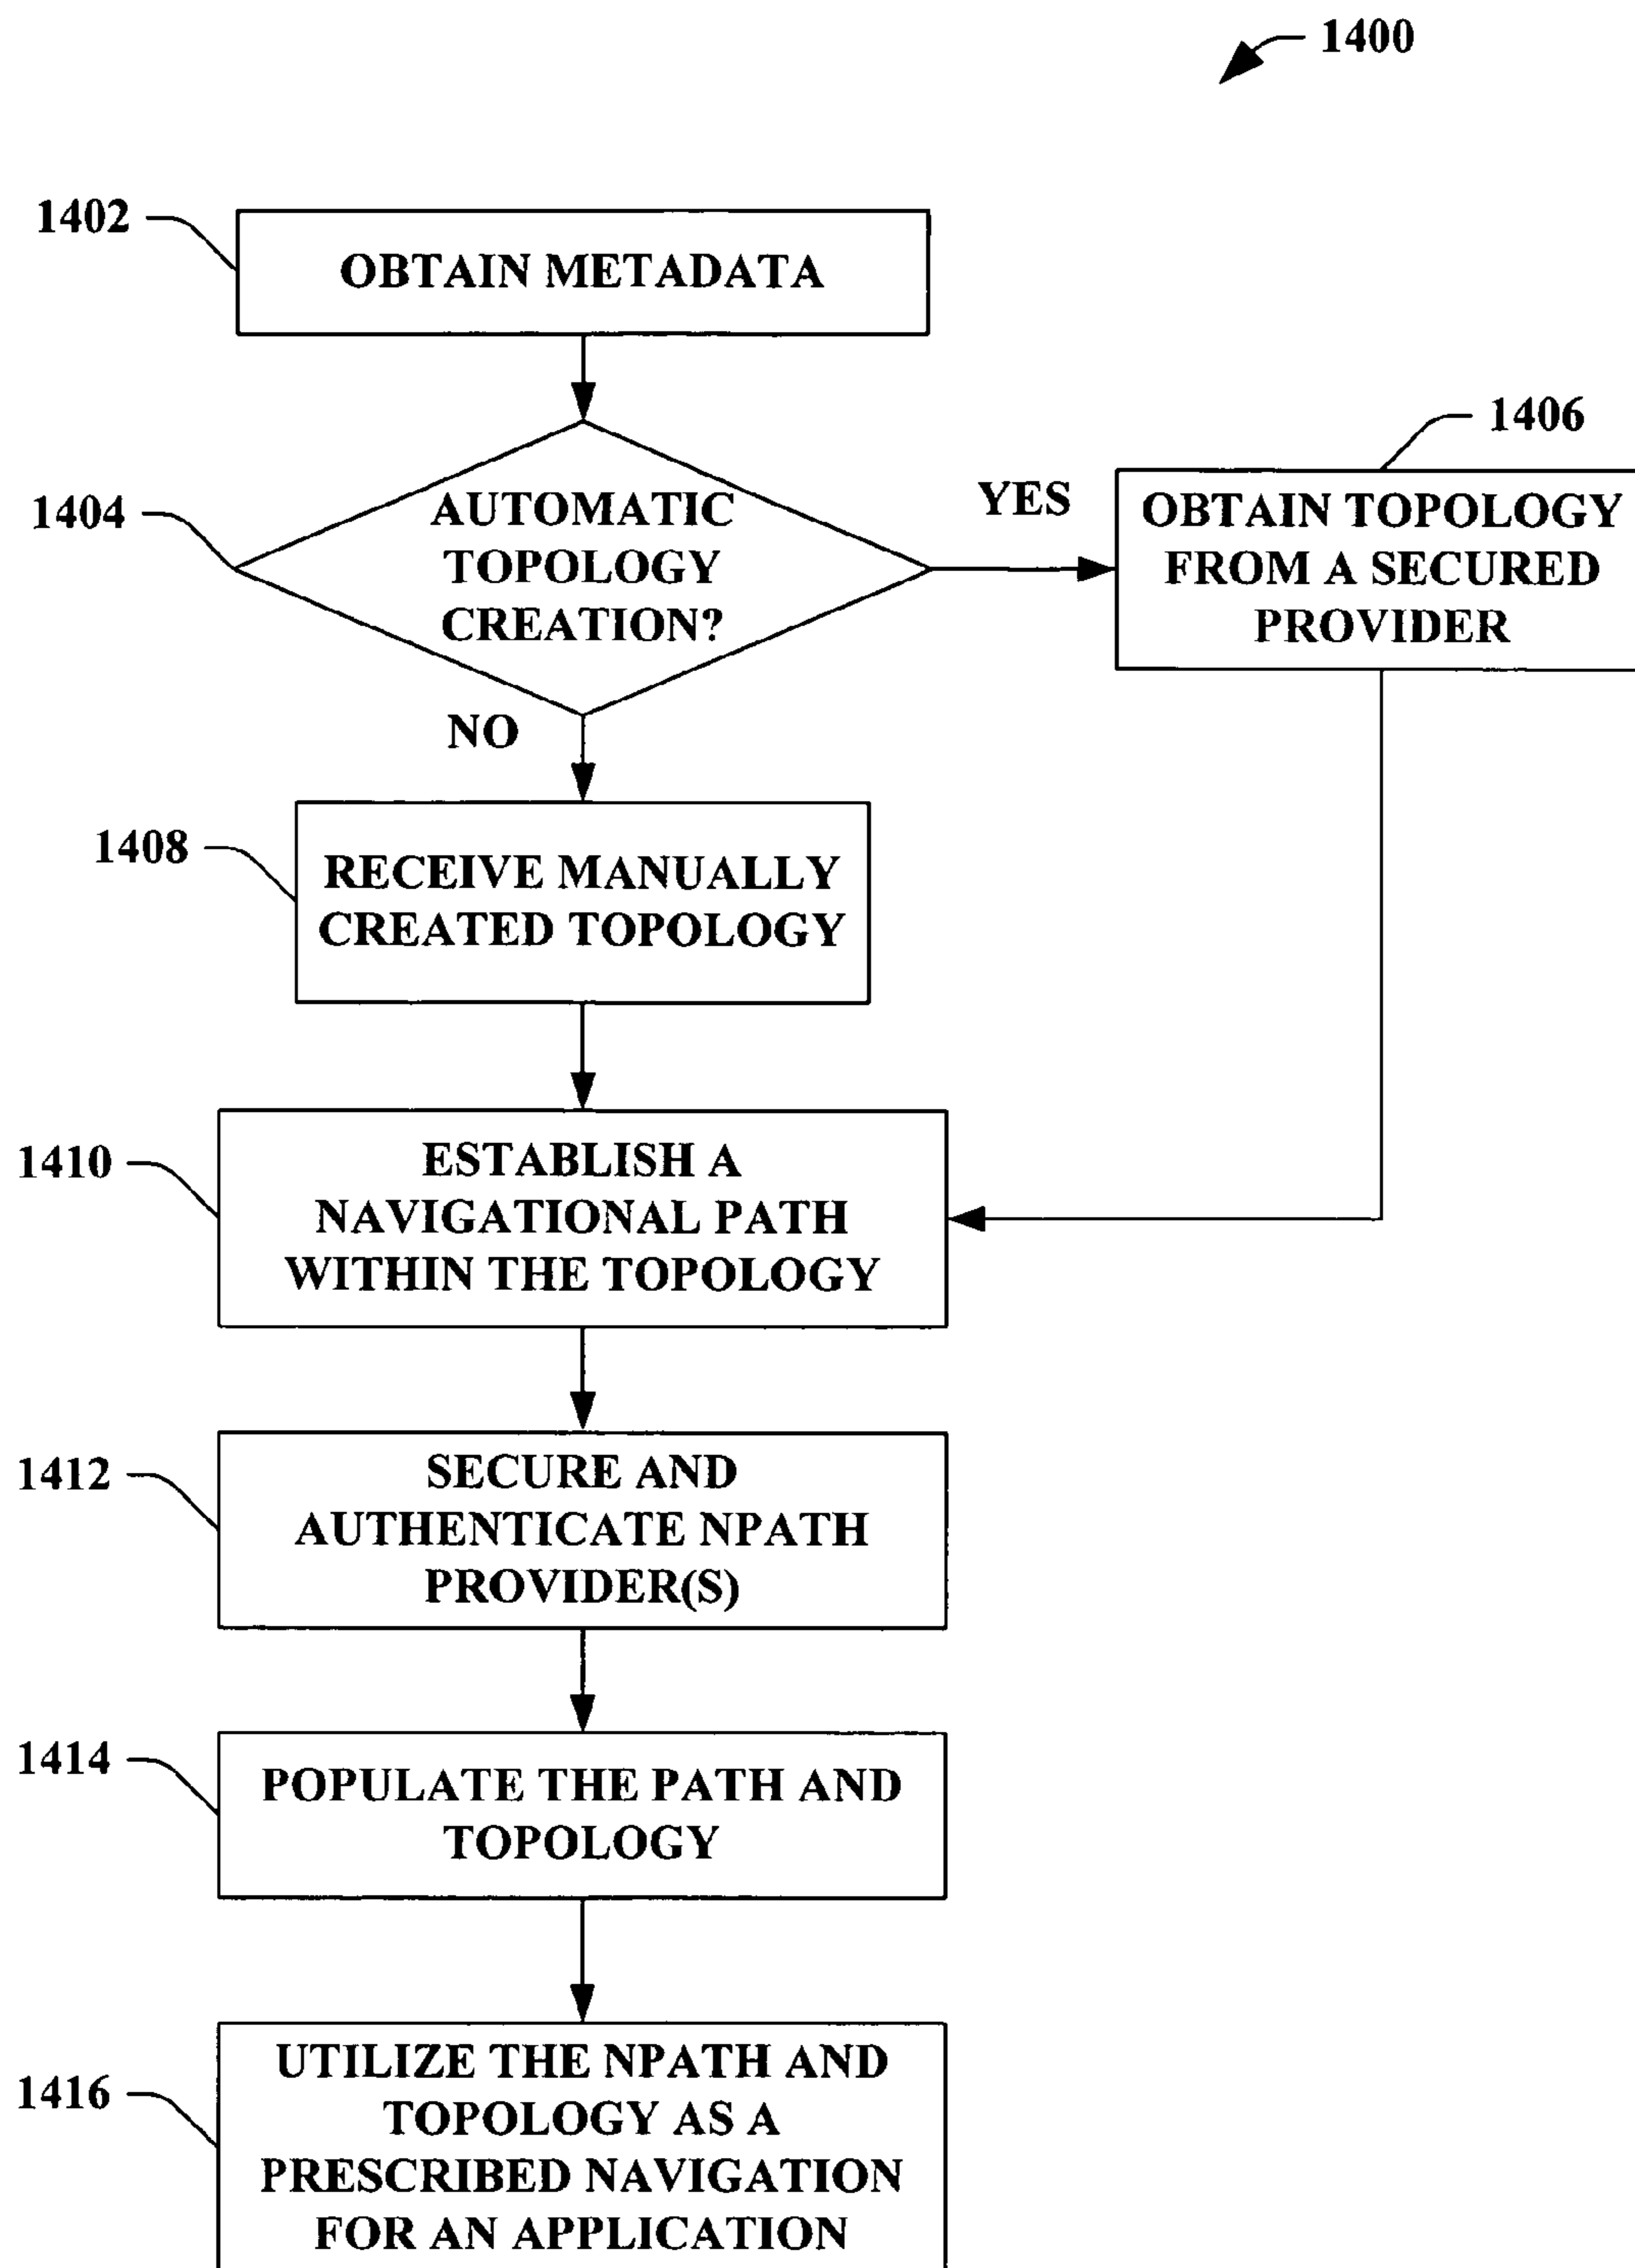 1400
1402
OBTAIN METADATA
1404
AUTOMATIC
TOPOLOGY
CREATION?
YES
1406
OBTAIN TOPOLOGY
FROM A SECURED
PROVIDER
NO
1408
RECEIVE MANUALLY
CREATED TOPOLOGY
1410
ESTABLISH A
NAVIGATIONAL PATH
WITHIN THE TOPOLOGY
1412
SECURE AND
AUTHENTICATE NPATH
PROVIDER(S)
1414
POPULATE THE PATH AND
TOPOLOGY
1416
UTILIZE THE NPATH AND
TOPOLOGY AS A
PRESCRIBED NAVIGATION
FOR AN APPLICATION